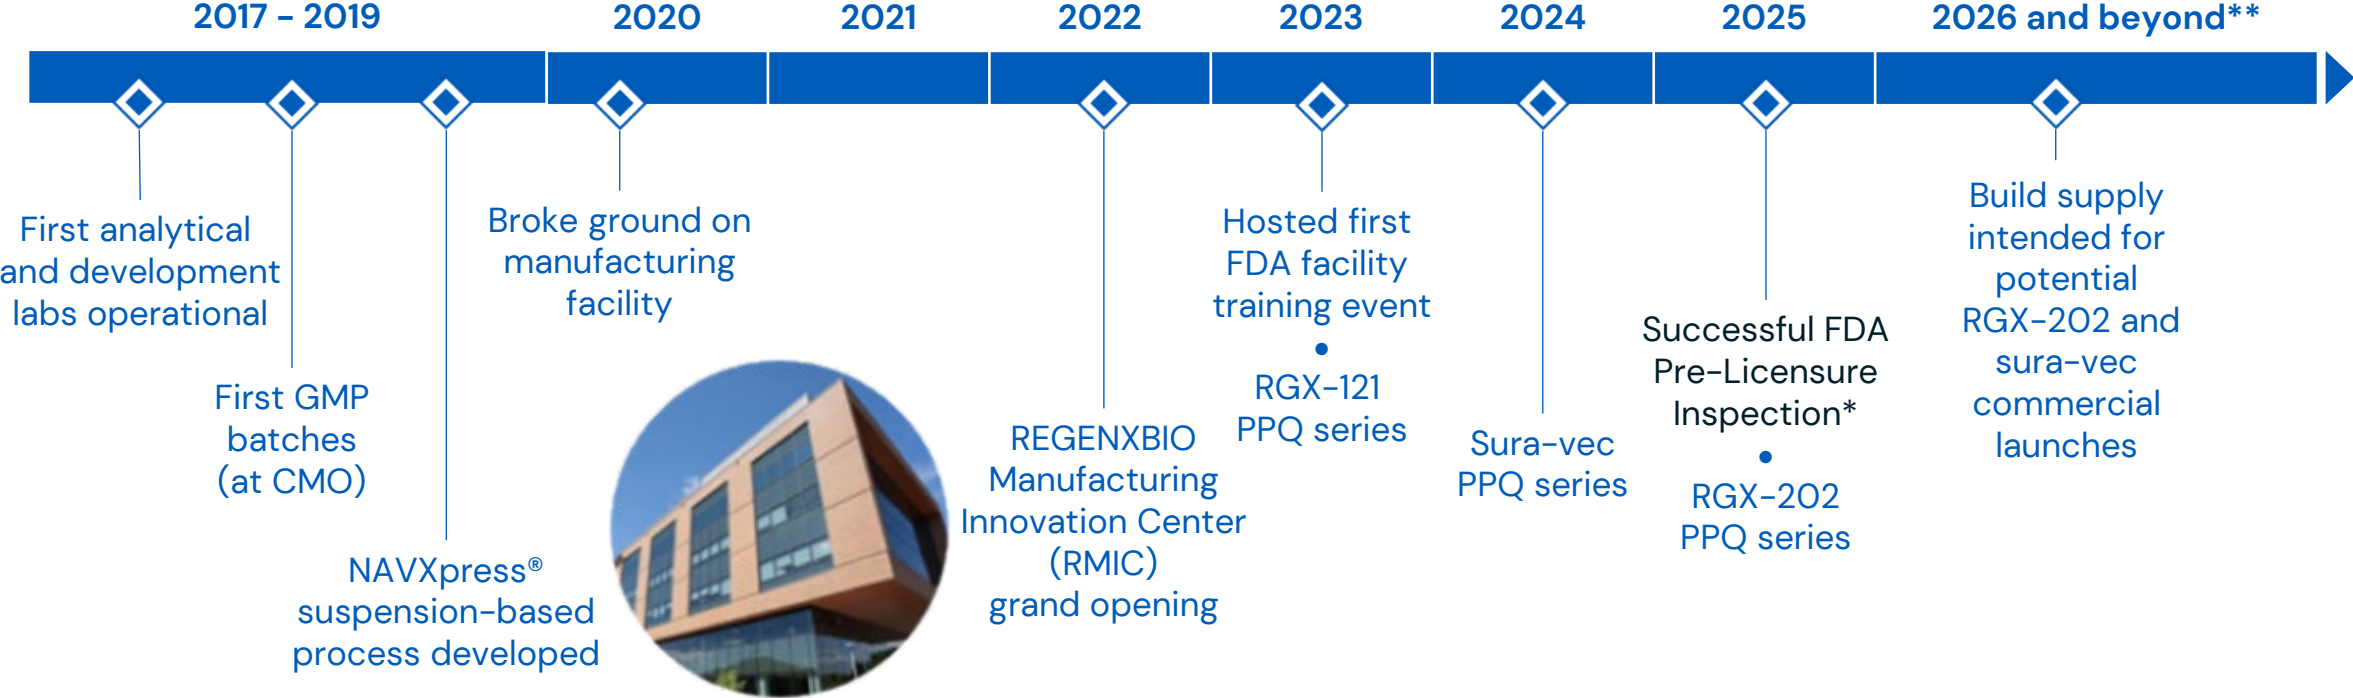 2017 - 2019
2020
2021
2022
2023
2024
2025
2026 and beyond**
First analytical
and development
labs operational
First GMP
batches
(at CMO)
NAVXpress®
suspension-based
process developed
Broke ground on
manufacturing
facility
REGENXBIO
Manufacturing
Innovation Center
(RMIC)
grand opening
Hosted first
FDA facility
training event
•
RGX-121
PPQ series
Sura-vec
PPQ series
Successful FDA
Pre-Licensure
Inspection*
•
RGX-202
PPQ series
Build supply
intended for
potential
RGX-202 and
sura-vec
commercial
launches